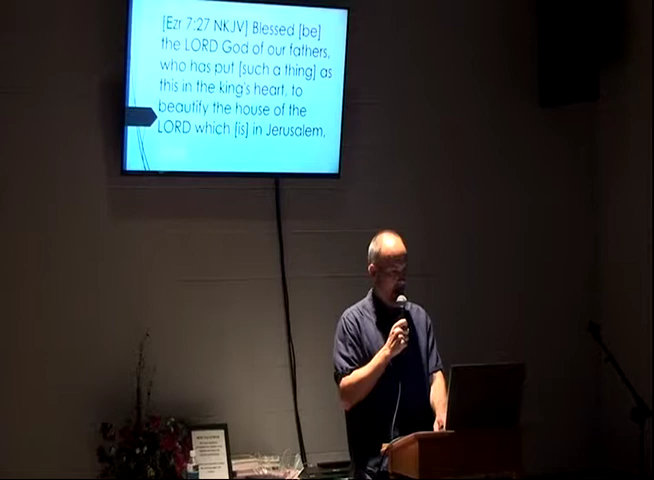 [Ezr 7:27 NKJV] Blessed [be]
the LORD God of our fathers,
who has put [such a thing] as
this in the king's heart, to
beautify the house of the
LORD which [is] in Jerusalem,